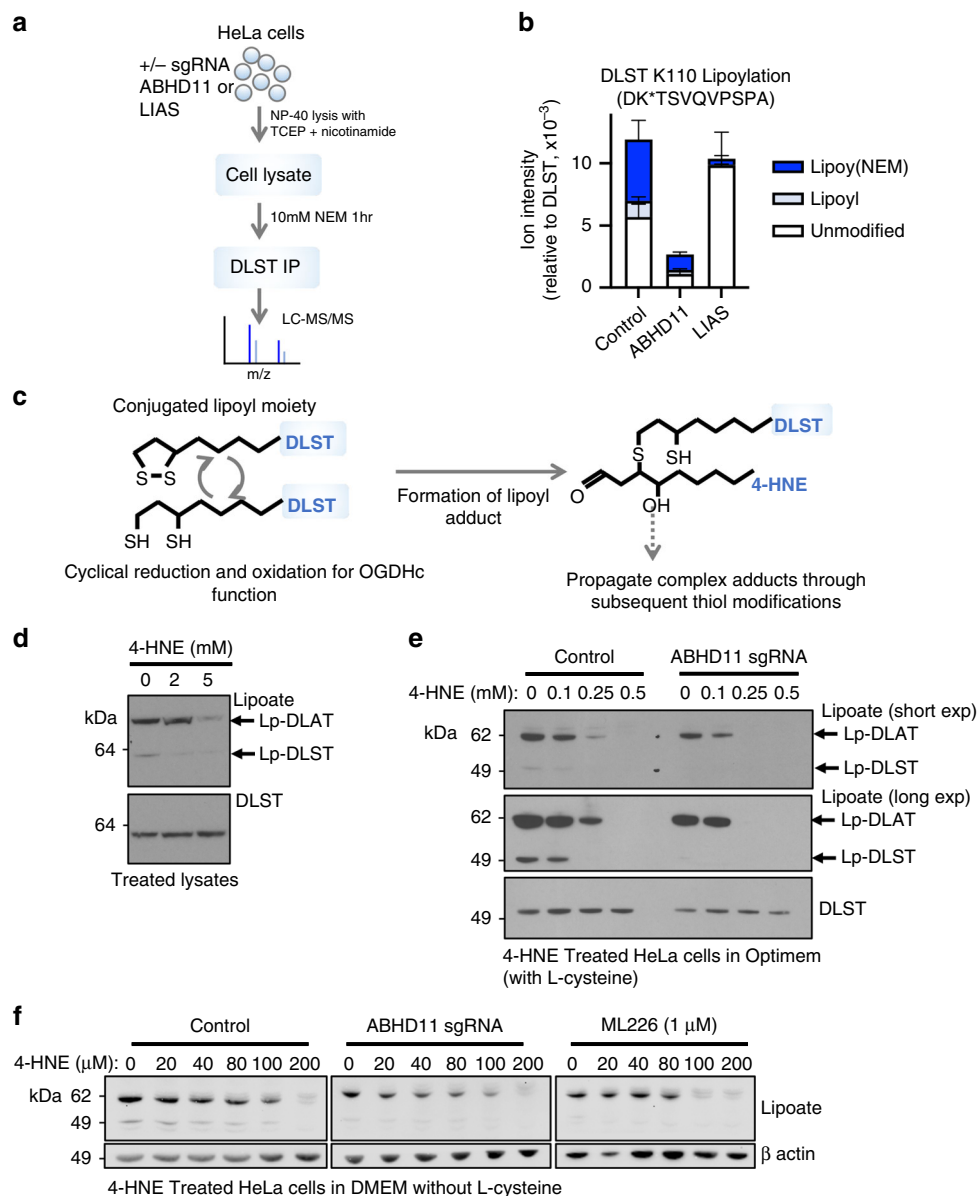 a
HeLa cells
+/– sgRNA
ABHD11 or
LIAS
NP-40 lysis with
TCEP + nicotinamide
Cell lysate
10mM NEM 1hr
DLST IP
LC-MS/MS
m/z
b
DLST K110 Lipoylation
(DK*TSVQVPSPA)
Ion intensity
(relative to DLST, x10⁻³)
10
5
0
Control
ABHD11
LIAS
Lipoy(NEM)
Lipoyl
Unmodified
c
Conjugated lipoyl moiety
DLST
S–S
DLST
SH SH
Cyclical reduction and oxidation for OGDHc
function
Formation of lipoyl
adduct
DLST
S SH
O
4-HNE
OH
Propagate complex adducts through
subsequent thiol modifications
d
4-HNE (mM)
0 2 5
Lipoate
kDa
Lp-DLAT
64
Lp-DLST
DLST
64
Treated lysates
e
Control ABHD11 sgRNA
4-HNE (mM): 0 0.1 0.25 0.5 0 0.1 0.25 0.5
Lipoate (short exp)
kDa 62 Lp-DLAT
49 Lp-DLST
Lipoate (long exp)
62 Lp-DLAT
49 Lp-DLST
49 DLST
4-HNE Treated HeLa cells in Optimem
(with L-cysteine)
f
Control ABHD11 sgRNA ML226 (1 μM)
4-HNE (μM): 0 20 40 80 100 200 0 20 40 80 100 200 0 20 40 80 100 200
kDa 62
Lipoate
49
49 β actin
4-HNE Treated HeLa cells in DMEM without L-cysteine